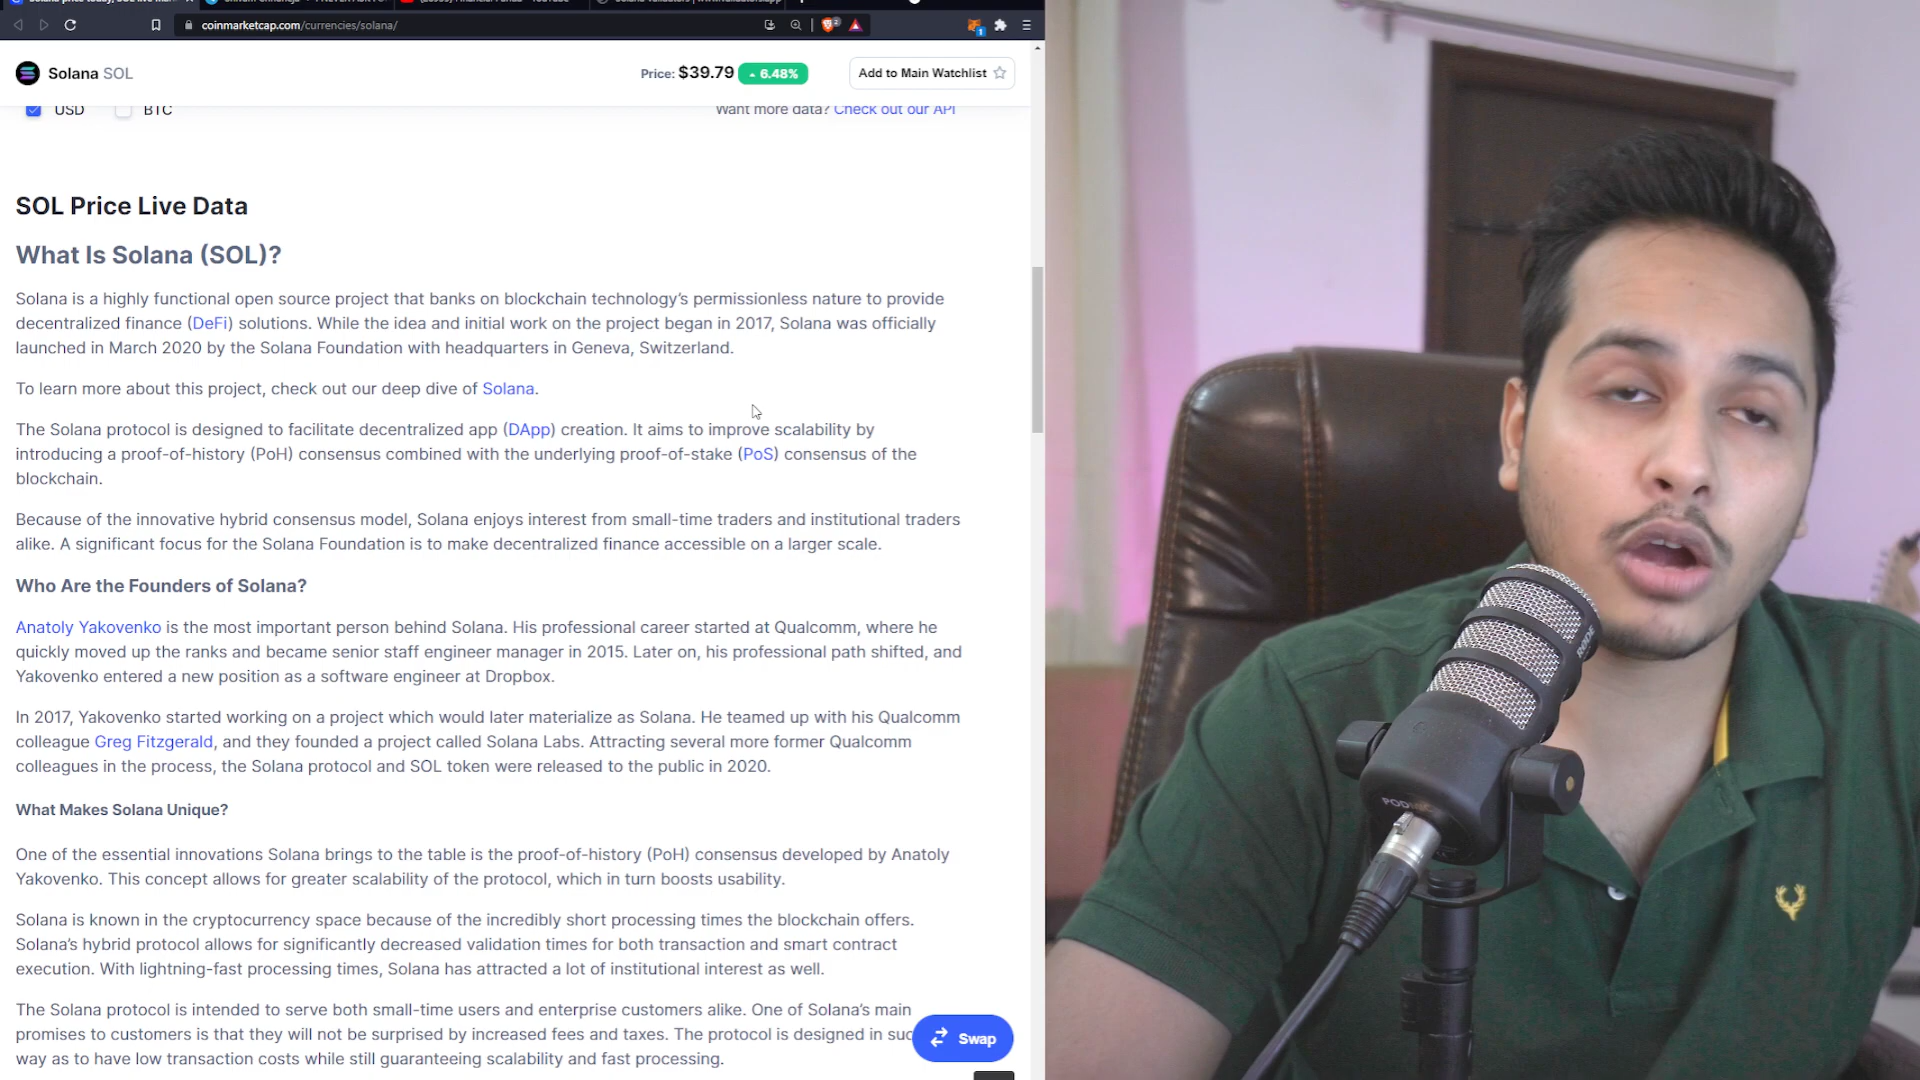 coinmarketcap.com/currencies/solana/
Solana SOL
Price: $39.79 6.48%
Add to Main Watchlist
USD BTC
Want more data? Check out our API
SOL Price Live Data
What Is Solana (SOL)?
Solana is a highly functional open source project that banks on blockchain technology's permissionless nature to provide
decentralized finance (DeFi) solutions. While the idea and initial work on the project began in 2017, Solana was officially
launched in March 2020 by the Solana Foundation with headquarters in Geneva, Switzerland.
To learn more about this project, check out our deep dive of Solana.
The Solana protocol is designed to facilitate decentralized app (DApp) creation. It aims to improve scalability by
introducing a proof-of-history (PoH) consensus combined with the underlying proof-of-stake (PoS) consensus of the
blockchain.
Because of the innovative hybrid consensus model, Solana enjoys interest from small-time traders and institutional traders
alike. A significant focus for the Solana Foundation is to make decentralized finance accessible on a larger scale.
Who Are the Founders of Solana?
Anatoly Yakovenko is the most important person behind Solana. His professional career started at Qualcomm, where he
quickly moved up the ranks and became senior staff engineer manager in 2015. Later on, his professional path shifted, and
Yakovenko entered a new position as a software engineer at Dropbox.
In 2017, Yakovenko started working on a project which would later materialize as Solana. He teamed up with his Qualcomm
colleague Greg Fitzgerald, and they founded a project called Solana Labs. Attracting several more former Qualcomm
colleagues in the process, the Solana protocol and SOL token were released to the public in 2020.
What Makes Solana Unique?
One of the essential innovations Solana brings to the table is the proof-of-history (PoH) consensus developed by Anatoly
Yakovenko. This concept allows for greater scalability of the protocol, which in turn boosts usability.
Solana is known in the cryptocurrency space because of the incredibly short processing times the blockchain offers.
Solana's hybrid protocol allows for significantly decreased validation times for both transaction and smart contract
execution. With lightning-fast processing times, Solana has attracted a lot of institutional interest as well.
The Solana protocol is intended to serve both small-time users and enterprise customers alike. One of Solana's main
promises to customers is that they will not be surprised by increased fees and taxes. The protocol is designed in suc
way as to have low transaction costs while still guaranteeing scalability and fast processing.
Swap
RODE